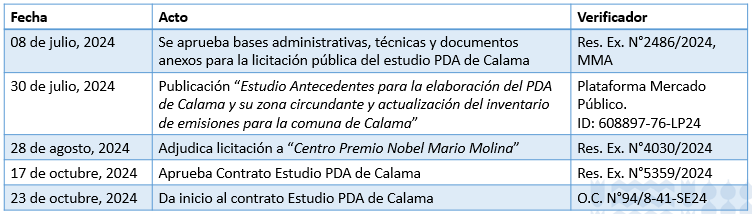 Fecha Acto Verificador
08 de julio, 2024 Se aprueba bases administrativas, técnicas y documentos Res. Ex. N°2486/2024,
anexos para la licitación pública del estudio PDA de Calama MMA
30 de julio, 2024 Publicación “Estudio Antecedentes para la elaboración del PDA Plataforma Mercado
de Calama y su zona circundante y actualización del inventario Público.
de emisiones para la comuna de Calama” ID: 608897-76-LP24
28 de agosto, 2024 Adjudica licitación a “Centro Premio Nobel Mario Molina” Res. Ex. N°4030/2024
17 de octubre, 2024 Aprueba Contrato Estudio PDA de Calama Res. Ex. N°5359/2024
23 de octubre, 2024 Da inicio al contrato Estudio PDA de Calama O.C. N°94/8-41-SE24